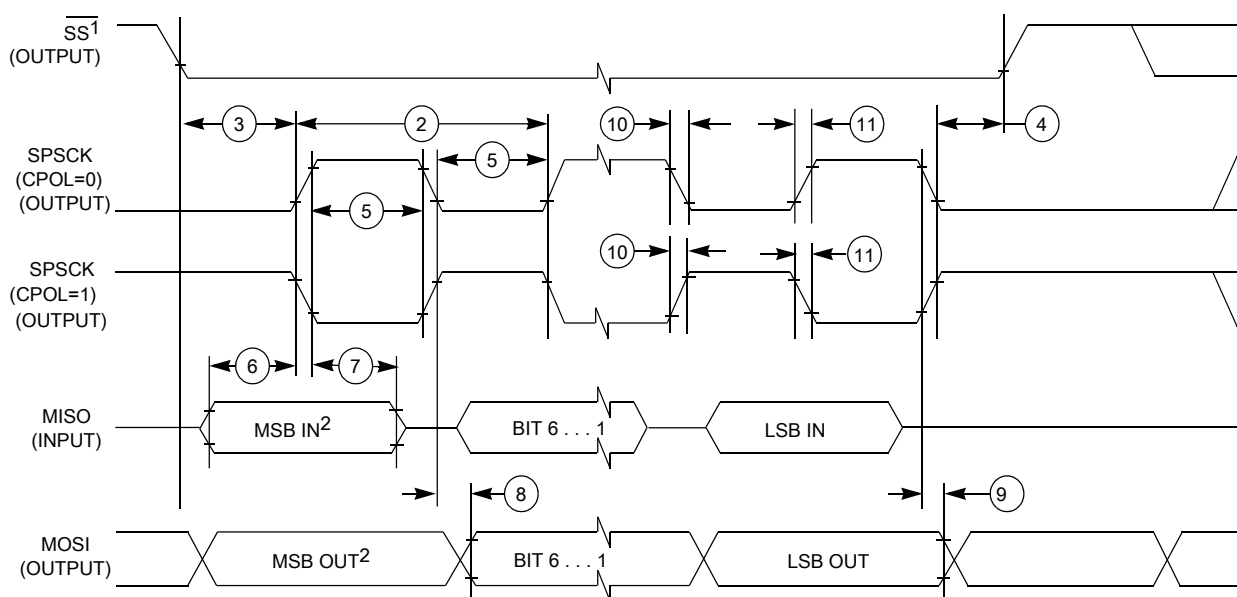 SS¹
(OUTPUT)
3
2
10
11
4
SPSCK
(CPOL=0)
(OUTPUT)
5
5
SPSCK
(CPOL=1)
(OUTPUT)
10
11
6
7
MISO
(INPUT)
MSB IN²
BIT 6 . . . 1
LSB IN
8
9
MOSI
(OUTPUT)
MSB OUT²
BIT 6 . . . 1
LSB OUT